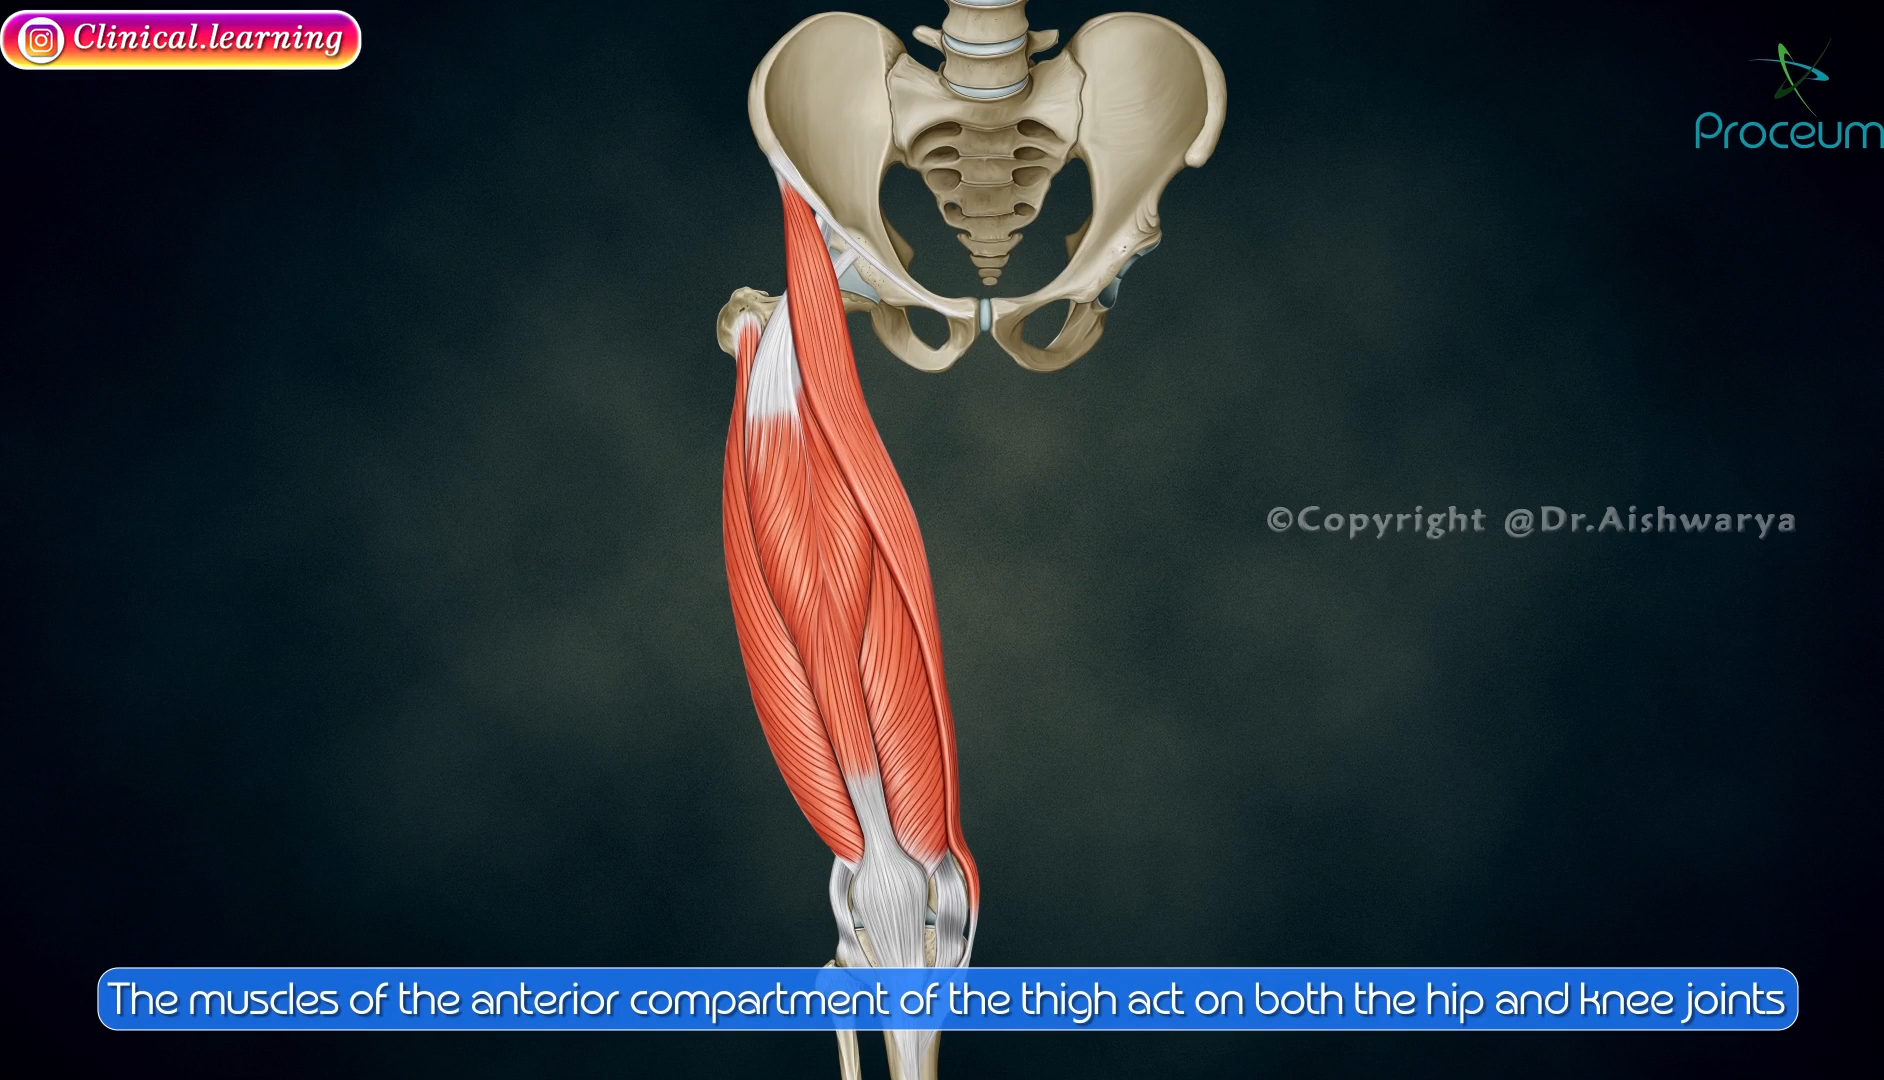 Clinical.learning
Proceum
©Copyright @Dr.Aishwarya
The muscles of the anterior compartment of the thigh act on both the hip and knee joints